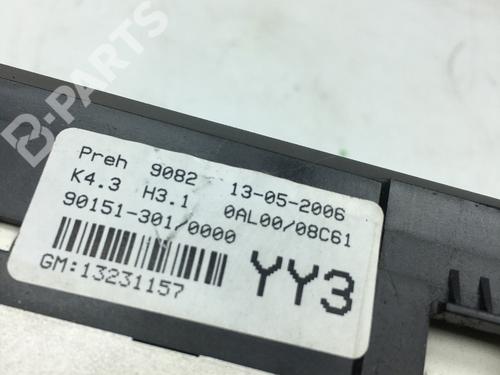 B-PARTS
Preh 9082 13-05-2006
K4.3 H3.1 0AL00/08C61
90151-301/0000
GM:13231157
YY3